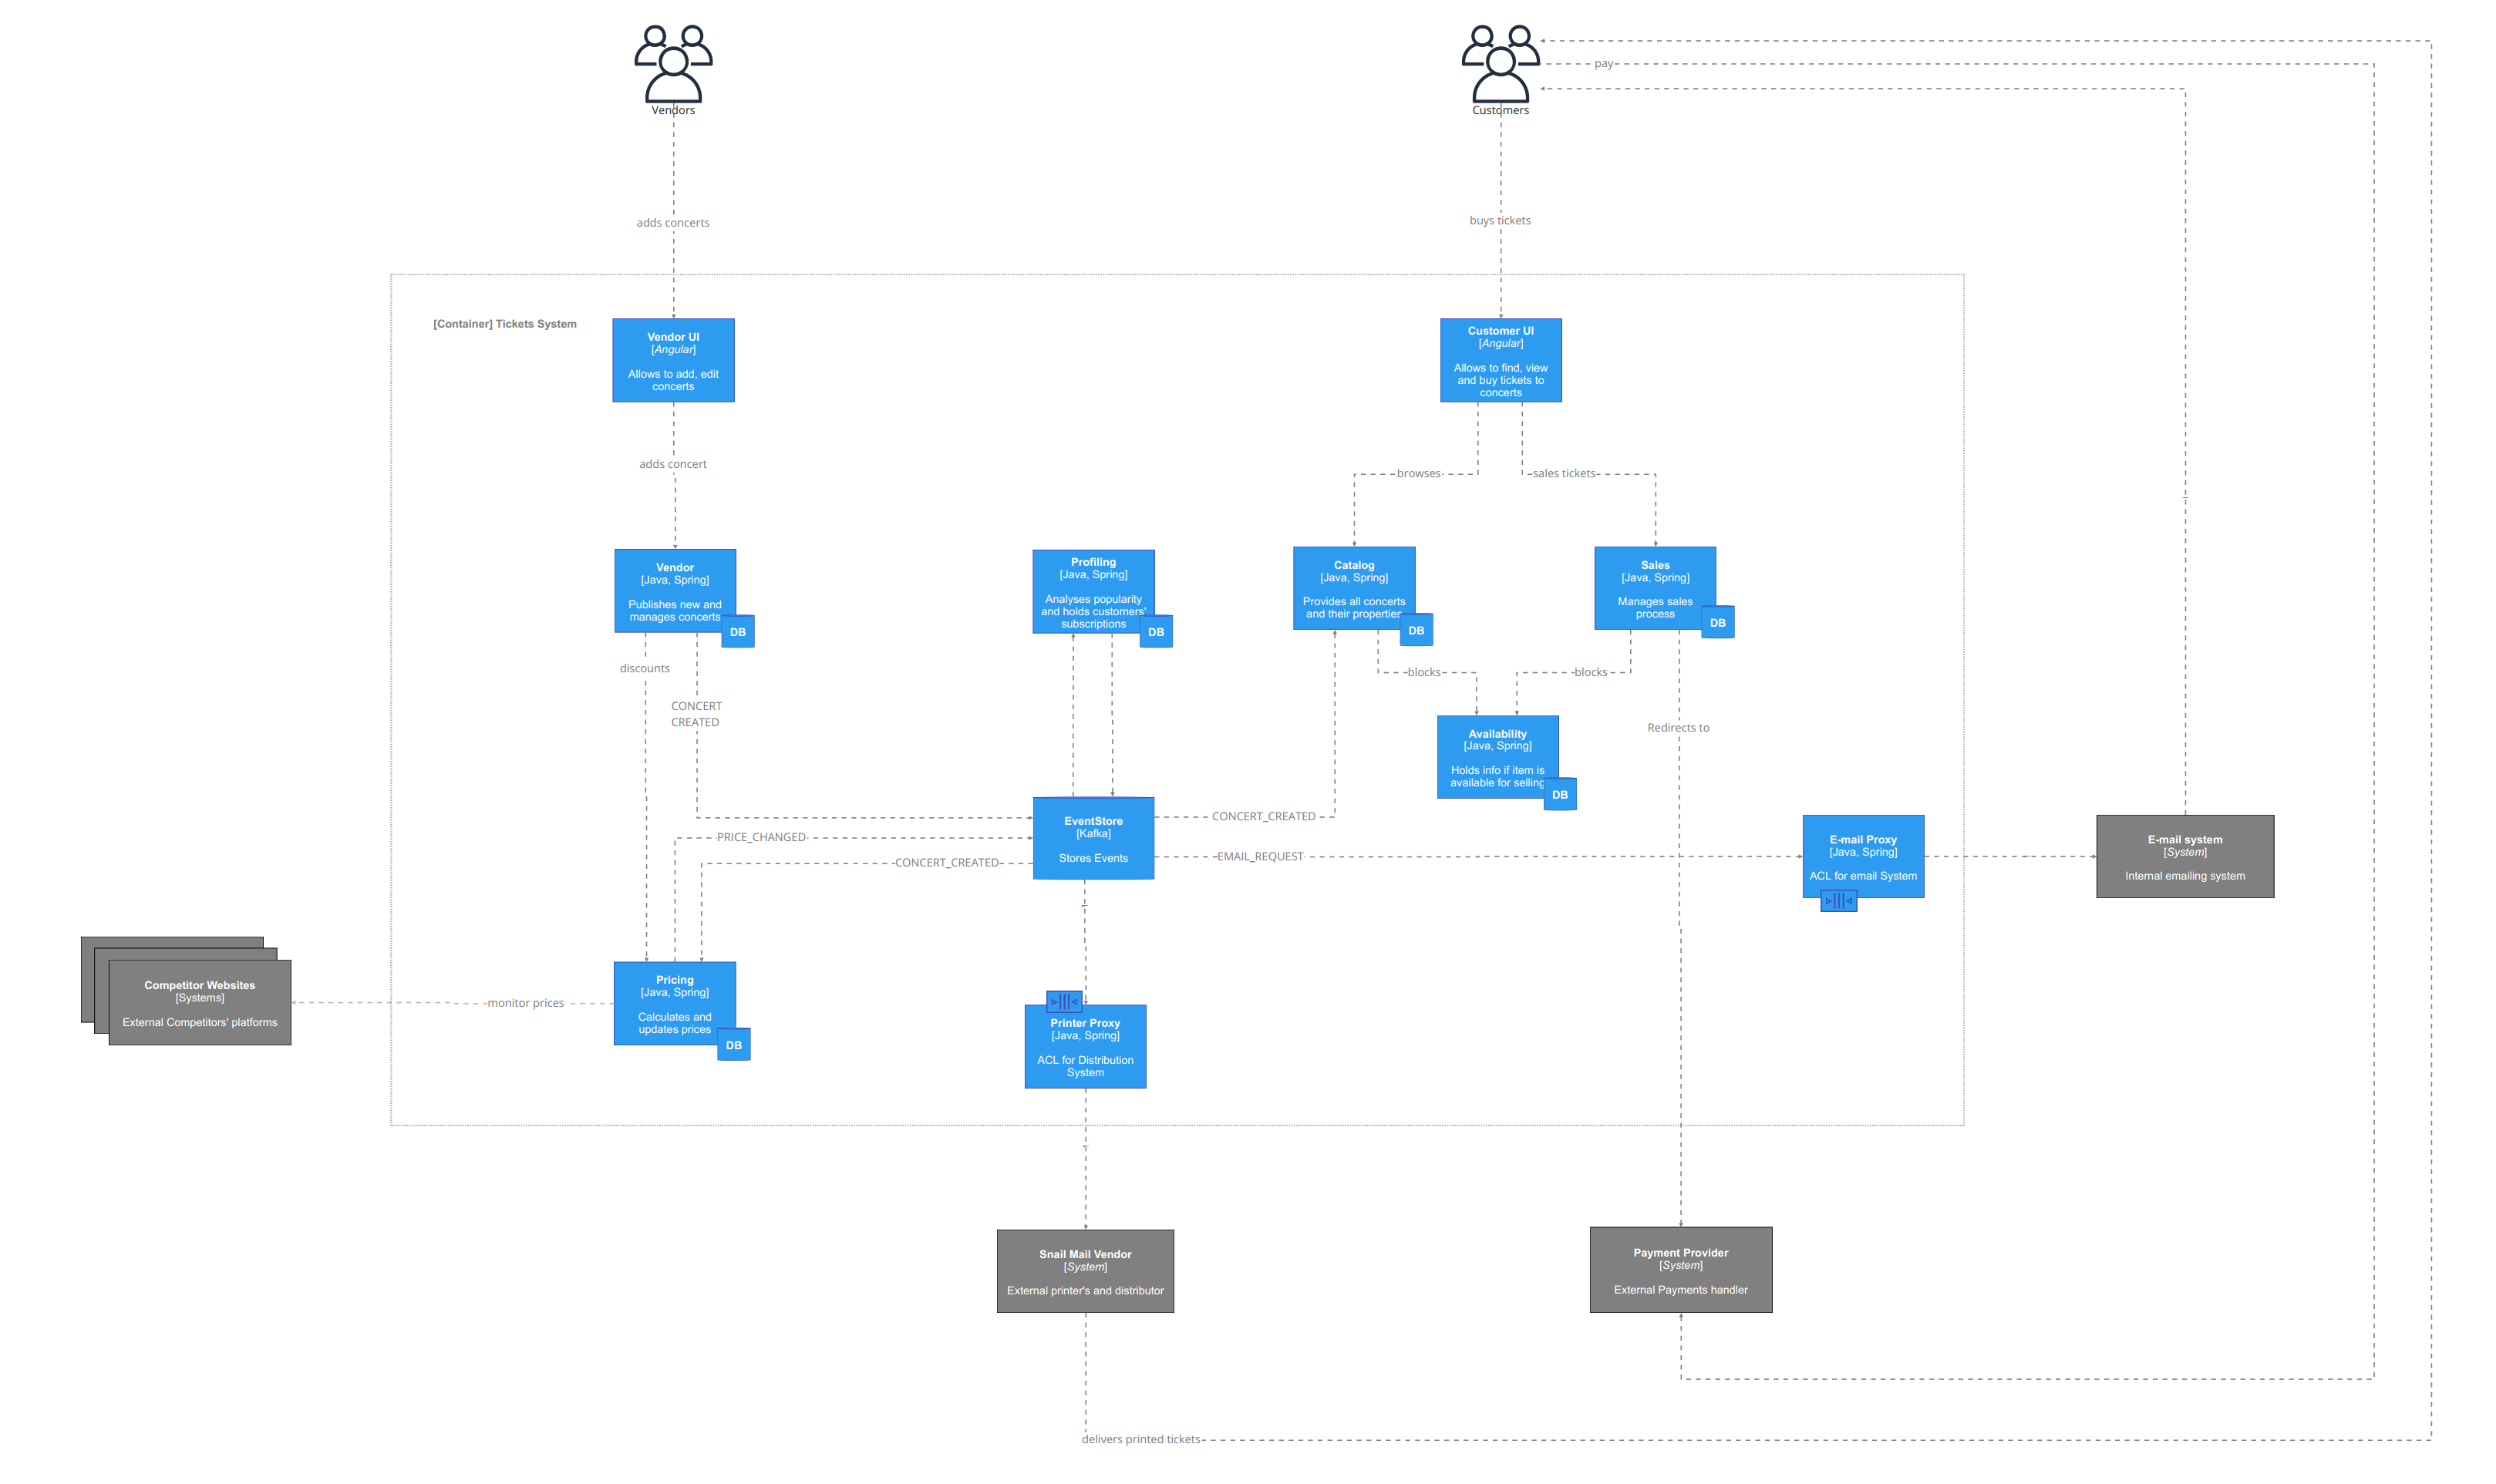 Vendors
Customers
pay
adds concerts
buys tickets
[Container] Tickets System
Vendor UI
[Angular]
Allows to add, edit
concerts
Customer UI
[Angular]
Allows to find, view
and buy tickets to
concerts
adds concert
browses
sales tickets
Vendor
[Java, Spring]
Publishes new and
manages concerts
DB
Profiling
[Java, Spring]
Analyses popularity
and holds customers'
subscriptions
DB
Catalog
[Java, Spring]
Provides all concerts
and their properties
DB
Sales
[Java, Spring]
Manages sales
process
DB
discounts
CONCERT
CREATED
blocks
blocks
Redirects to
Availability
[Java, Spring]
Holds info if item is
available for selling
DB
EventStore
[Kafka]
Stores Events
CONCERT_CREATED
PRICE_CHANGED
CONCERT_CREATED
EMAIL_REQUEST
E-mail Proxy
[Java, Spring]
ACL for email System
E-mail system
[System]
Internal emailing system
Competitor Websites
[Systems]
External Competitors' platforms
monitor prices
Pricing
[Java, Spring]
Calculates and
updates prices
DB
Printer Proxy
[Java, Spring]
ACL for Distribution
System
Snail Mail Vendor
[System]
External printer's and distributor
Payment Provider
[System]
External Payments handler
delivers printed tickets